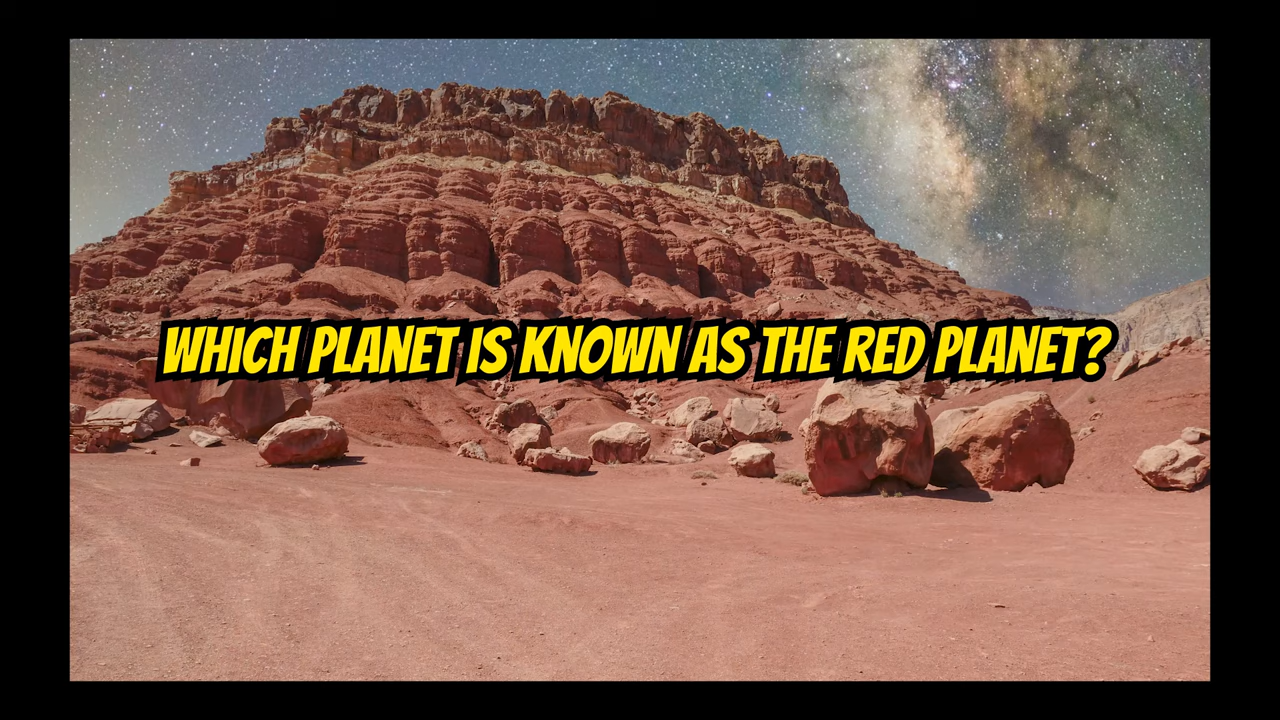 WHICH PLANET IS KNOWN AS THE RED PLANET?